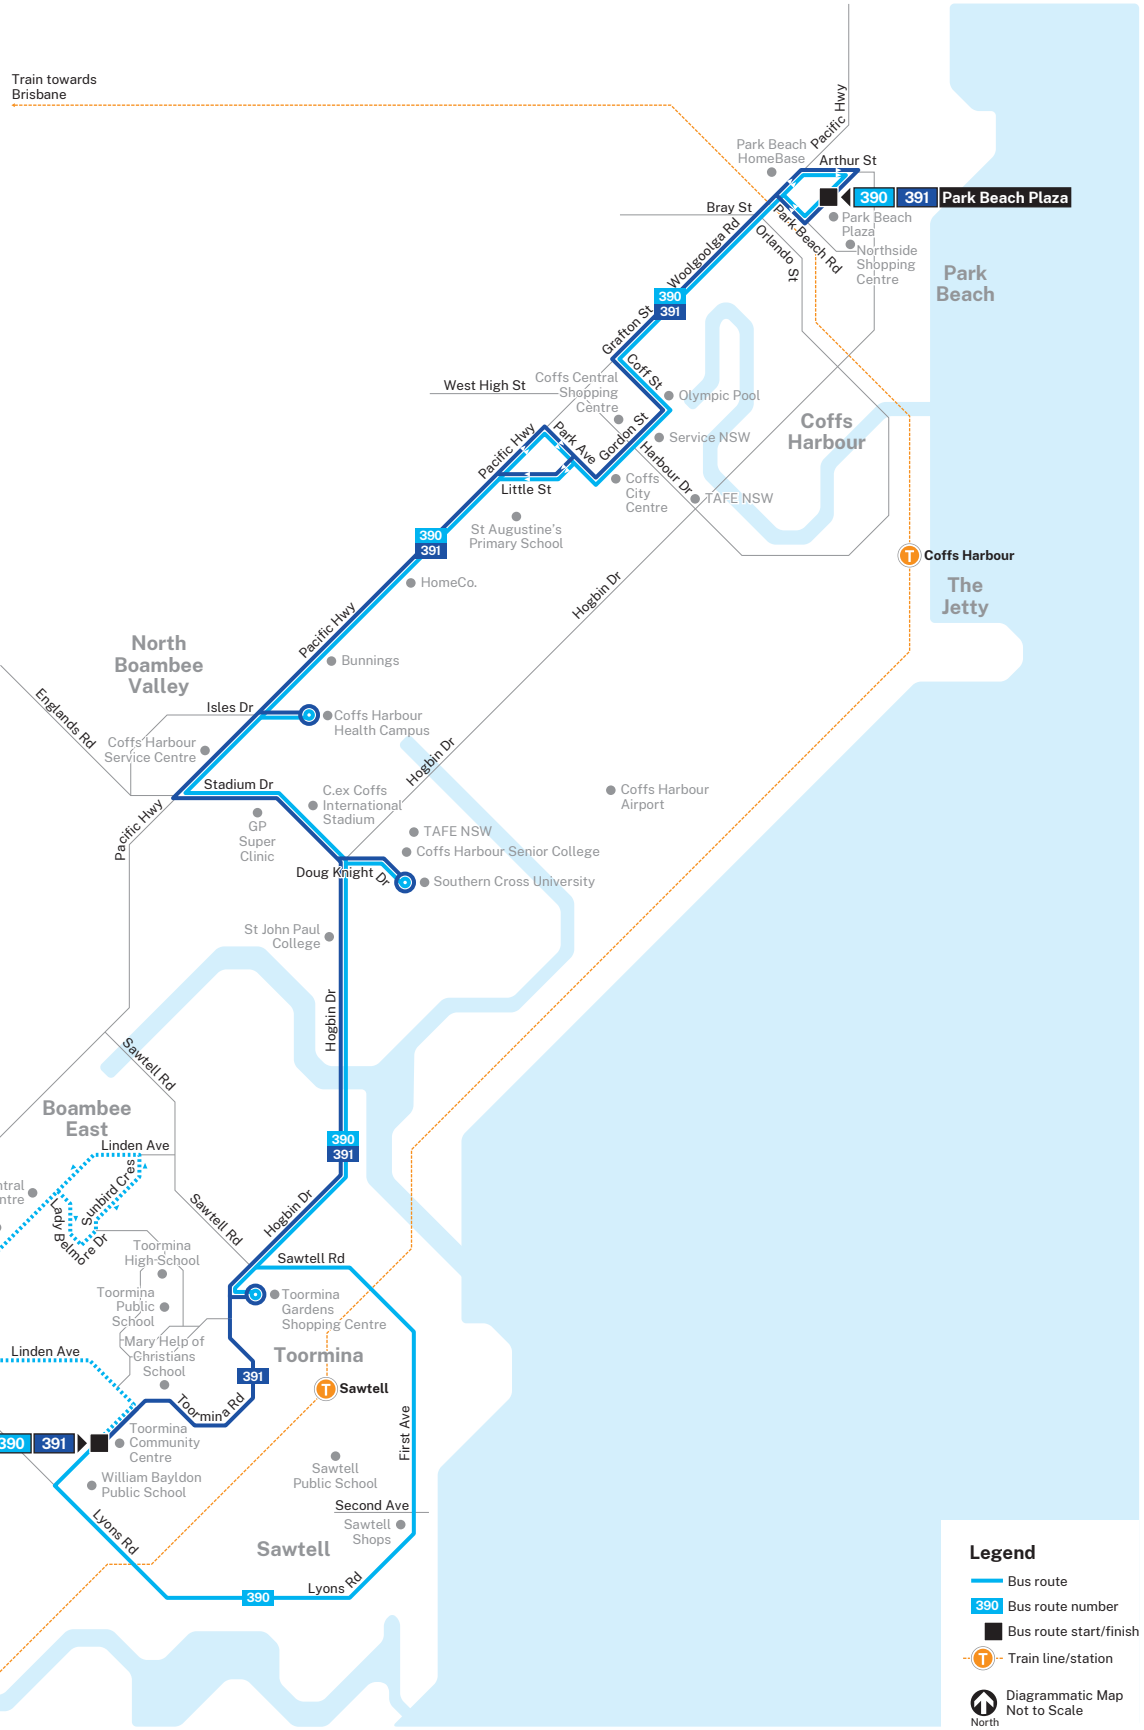 Train towards
Brisbane
Pacific Hwy
Park Beach
HomeBase
Arthur St
390 391 Park Beach Plaza
Bray St
Park Beach Rd
Park Beach
Plaza
Woolgoolga Rd
Orlando St
Northside
Shopping
Centre
Park
Beach
390
391
Grafton St
Coff St
West High St
Coffs Central
Shopping
Centre
Olympic Pool
Coffs
Harbour
Pacific Hwy
Park Ave
Gordon St
Service NSW
Harbour Dr
Little St
Coffs
City
Centre
TAFE NSW
St Augustine's
Primary School
390
391
Coffs Harbour
HomeCo.
Hogbin Dr
The
Jetty
Pacific Hwy
North
Boambee
Valley
Bunnings
Englands Rd
Isles Dr
Coffs Harbour
Health Campus
Coffs Harbour
Service Centre
Hogbin Dr
Stadium Dr
C.ex Coffs
International
Stadium
Coffs Harbour
Airport
Pacific Hwy
GP
Super
Clinic
TAFE NSW
Coffs Harbour Senior College
Doug Knight Dr
Southern Cross University
St John Paul
College
Hogbin Dr
Sawtell Rd
Boambee
East
390
391
Linden Ave
ntral
ntre
Sunbird Cres
Lady Belmore Dr
Sawtell Rd
Hogbin Dr
Toormina
High School
Sawtell Rd
Toormina
Public
School
Toormina
Gardens
Shopping Centre
Mary Help of
Christians
School
Linden Ave
Toormina
391
T Sawtell
Toormina Rd
First Ave
390 391
Toormina
Community
Centre
William Bayldon
Public School
Sawtell
Public School
Second Ave
Lyons Rd
Sawtell
Shops
Sawtell
390
Lyons Rd
Legend
Bus route
390 Bus route number
Bus route start/finish
T Train line/station
Diagrammatic Map
Not to Scale
North